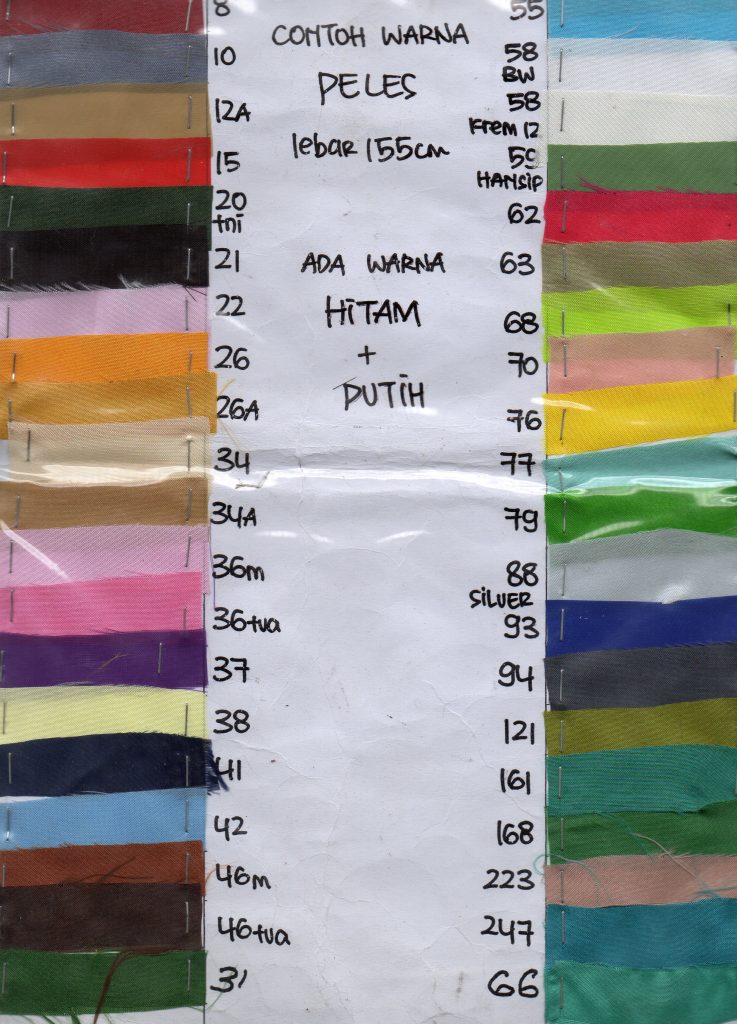 8
10
12A
15
20
tni
21
22
26
26A
34
34A
36m
36tua
37
38
41
42
46m
46tua
31
CONTOH WARNA
PELES
lebar 155cm
ADA WARNA
HITAM
+
PUTIH
55
58
BW
58
Krem 12
59
HANSIP
62
63
68
70
76
77
79
88
SILVER
93
94
121
161
168
223
247
66